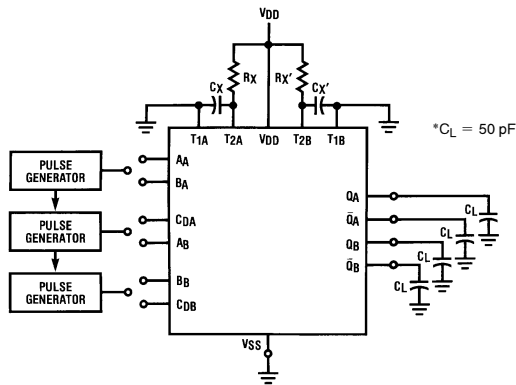 VDD
RX RX′
CX CX′
*CL = 50 pF
T1A T2A VDD T2B T1B
PULSE GENERATOR
PULSE GENERATOR
PULSE GENERATOR
AA
BA
CDA
AB
BB
CDB
QA
Q̄A
QB
Q̄B
CL
CL
CL
CL
VSS